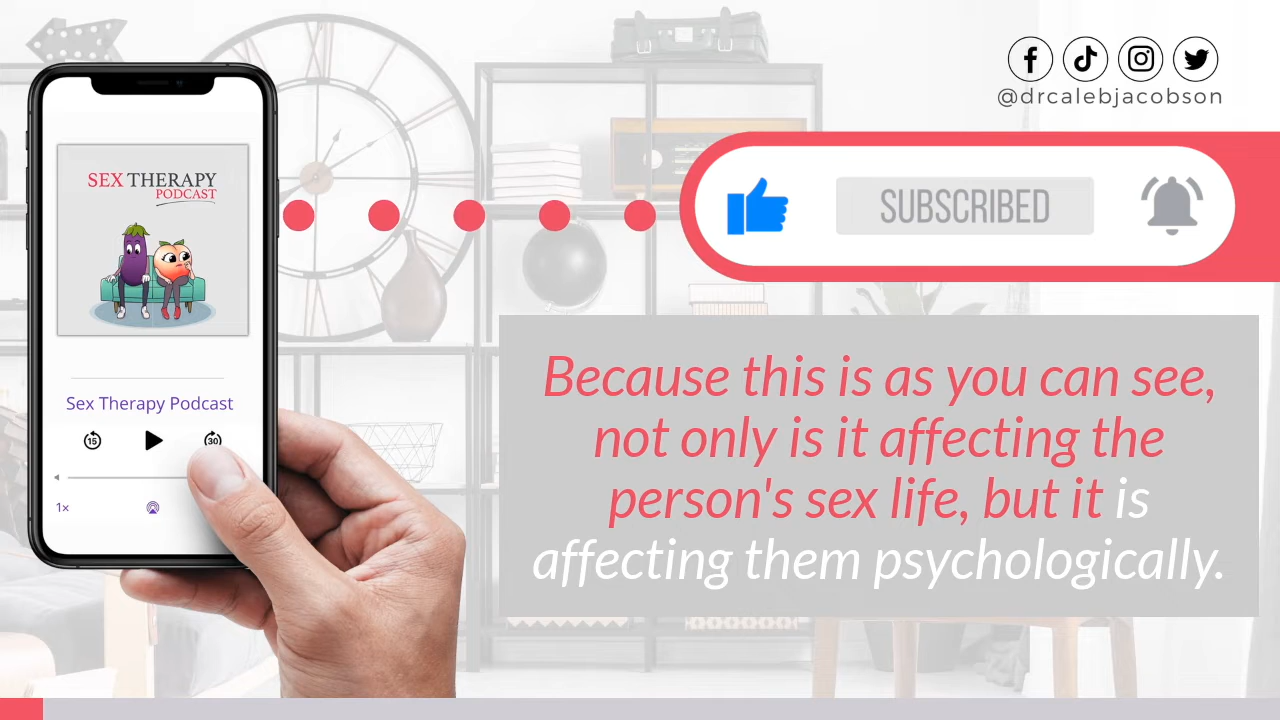 @drcalebjacobson
SUBSCRIBED
SEX THERAPY
PODCAST
Sex Therapy Podcast
15
30
1×
Because this is as you can see,
not only is it affecting the
person's sex life, but it is
affecting them psychologically.